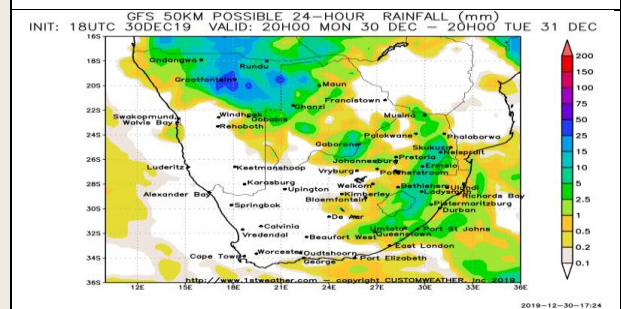 GFS 50KM POSSIBLE 24-HOUR RAINFALL (mm)
INIT: 18UTC 30DEC19 VALID: 20H00 MON 30 DEC - 20H00 TUE 31 DEC
16S
18S
20S
22S
24S
26S
28S
30S
32S
34S
36S
Ondangwa
Rundu
Grootfontein
Maun
Ghanzi
Francistown
Swakopmund
Walvis Bay
Windhoek
Gobabis
Rehoboth
Musina
Polokwane
Phalaborwa
Gaborone
Skukuza
Nelspruit
Johannesburg
Pretoria
Ermelo
Luderitz
Keetmanshoop
Vryburg
Potchefstroom
Karasburg
Upington
Welkom
Kimberley
Bethlehem
Ulundi
Ladysmith
Richards Bay
Alexander Bay
Springbok
Bloemfontein
Pietermaritzburg
Durban
De Aar
Calvinia
Vredendal
Beaufort West
Umtata
Port St Johns
Queenstown
East London
Cape Town
Worcester
Oudtshoorn
George
Port Elizabeth
http://www.1stweather.com - copyright CUSTOMWEATHER, Inc 2019
12E 15E 18E 21E 24E 27E 30E 33E 36E
200
150
100
75
50
25
15
10
5
2.5
1
0.5
0.2
0.1
2019-12-30-17:24